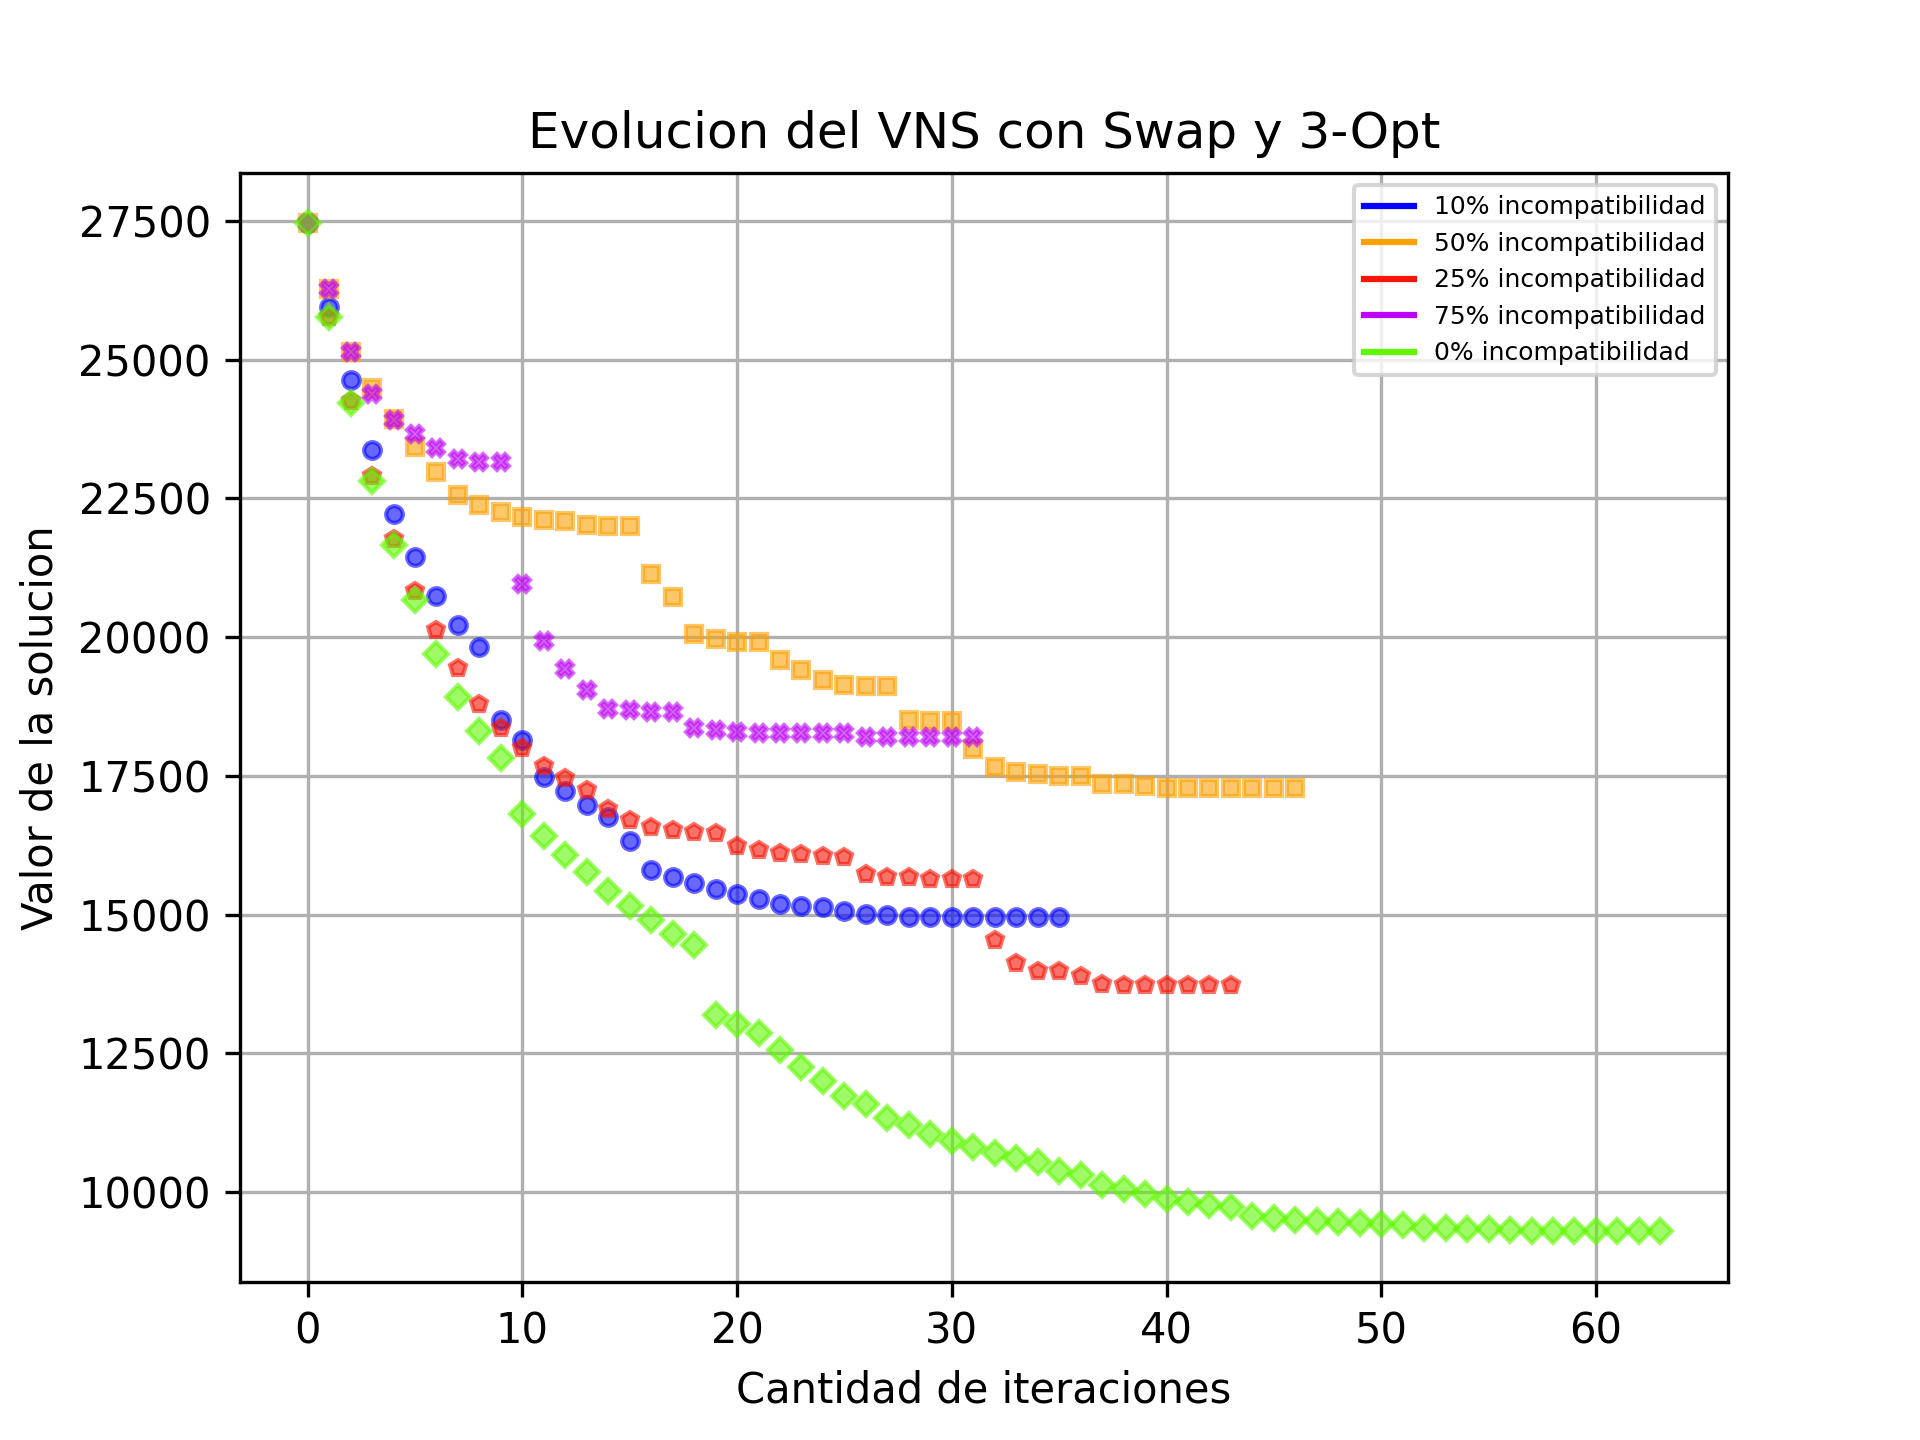 Evolucion del VNS con Swap y 3-Opt
10% incompatibilidad
50% incompatibilidad
25% incompatibilidad
75% incompatibilidad
0% incompatibilidad
Valor de la solucion
27500
25000
22500
20000
17500
15000
12500
10000
0 10 20 30 40 50 60
Cantidad de iteraciones